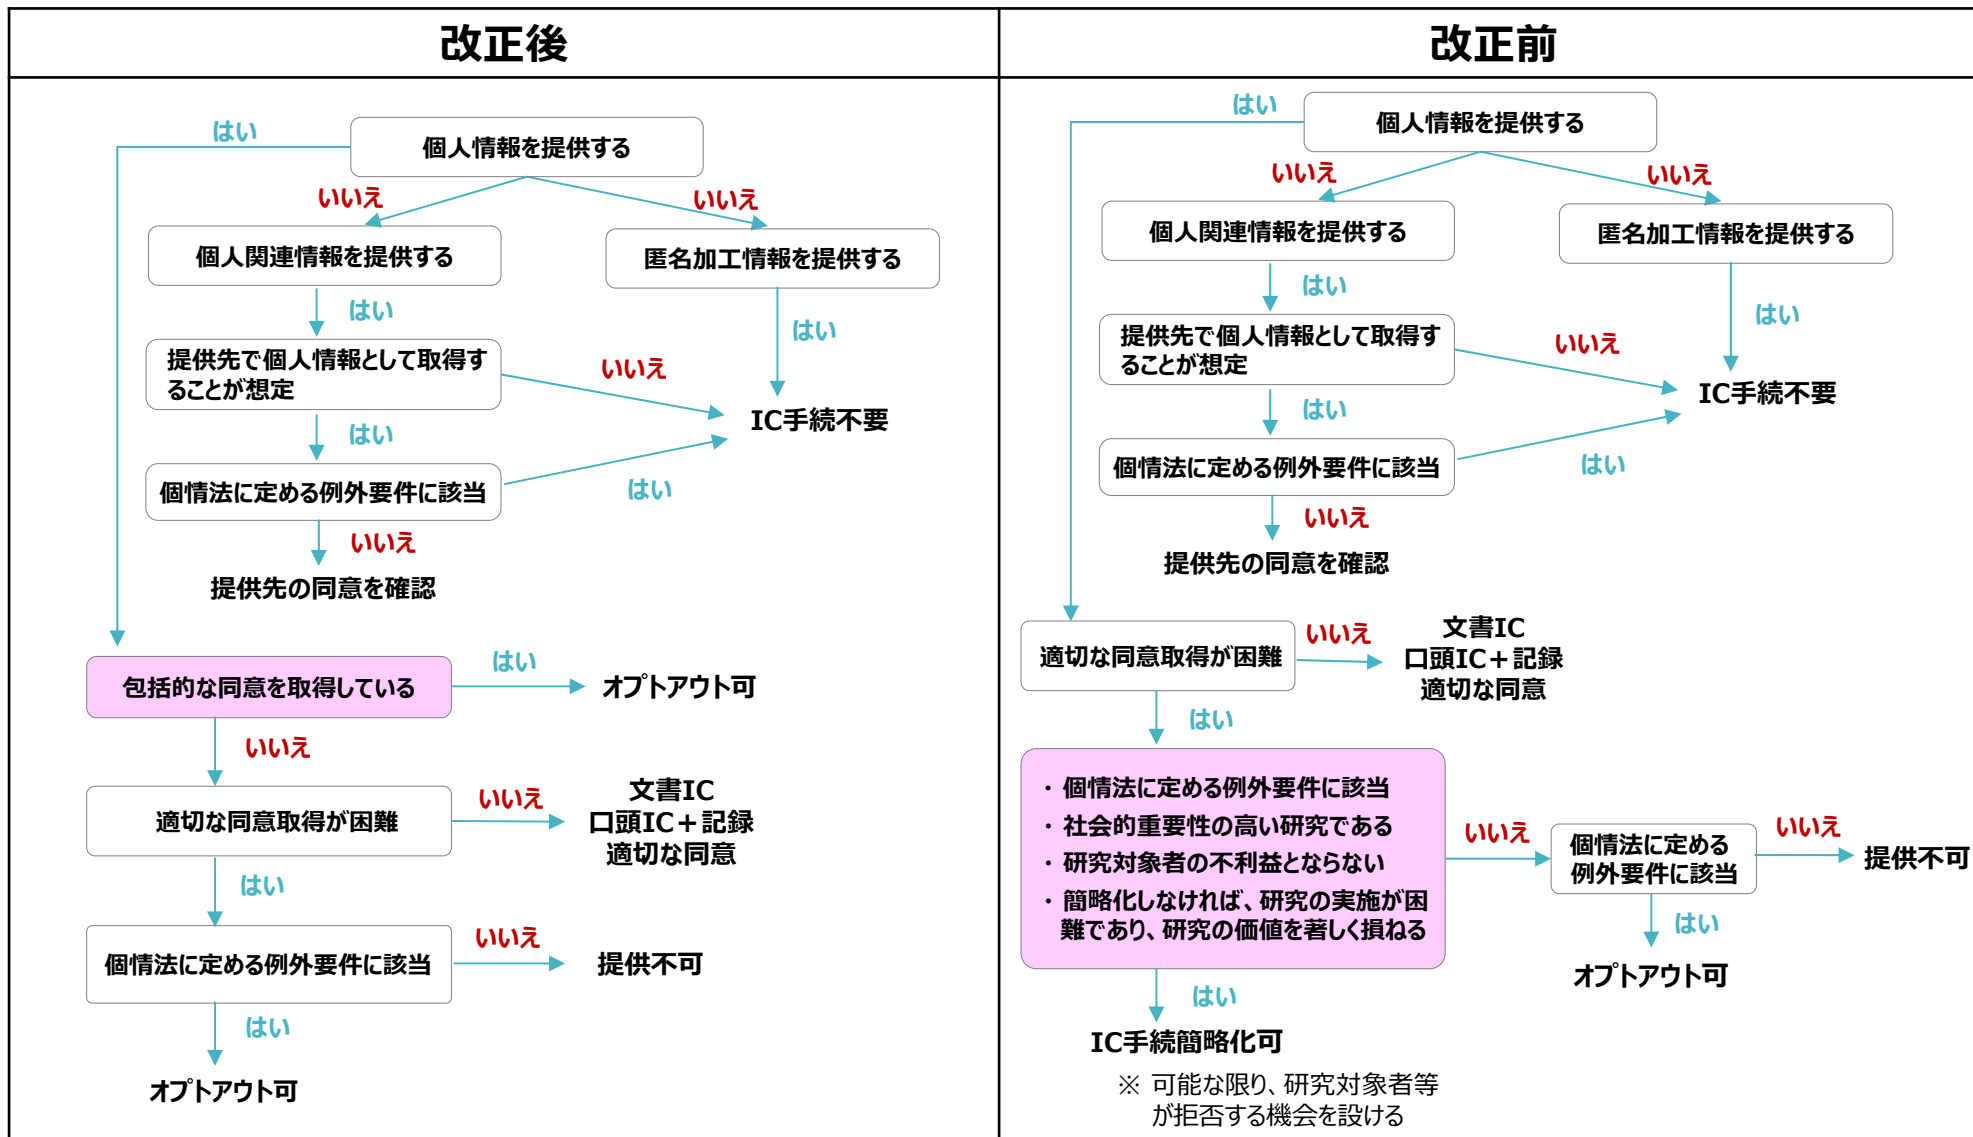 改正後
はい
個人情報を提供する
いいえ
いいえ
個人関連情報を提供する
匿名加工情報を提供する
はい
はい
提供先で個人情報として取得す
ることが想定
いいえ
IC手続不要
はい
個情法に定める例外要件に該当
はい
いいえ
提供先の同意を確認
包括的な同意を取得している
はい
オプトアウト可
いいえ
適切な同意取得が困難
いいえ
文書IC
口頭IC＋記録
適切な同意
はい
個情法に定める例外要件に該当
いいえ
提供不可
はい
オプトアウト可
改正前
はい
個人情報を提供する
いいえ
いいえ
個人関連情報を提供する
匿名加工情報を提供する
はい
はい
提供先で個人情報として取得す
ることが想定
いいえ
IC手続不要
はい
個情法に定める例外要件に該当
はい
いいえ
提供先の同意を確認
適切な同意取得が困難
いいえ
文書IC
口頭IC＋記録
適切な同意
はい
・ 個情法に定める例外要件に該当
・ 社会的重要性の高い研究である
・ 研究対象者の不利益とならない
・ 簡略化しなければ、研究の実施が困
難であり、研究の価値を著しく損ねる
いいえ
個情法に定める
例外要件に該当
いいえ
提供不可
はい
オプトアウト可
はい
IC手続簡略化可
※ 可能な限り、研究対象者等
が拒否する機会を設ける